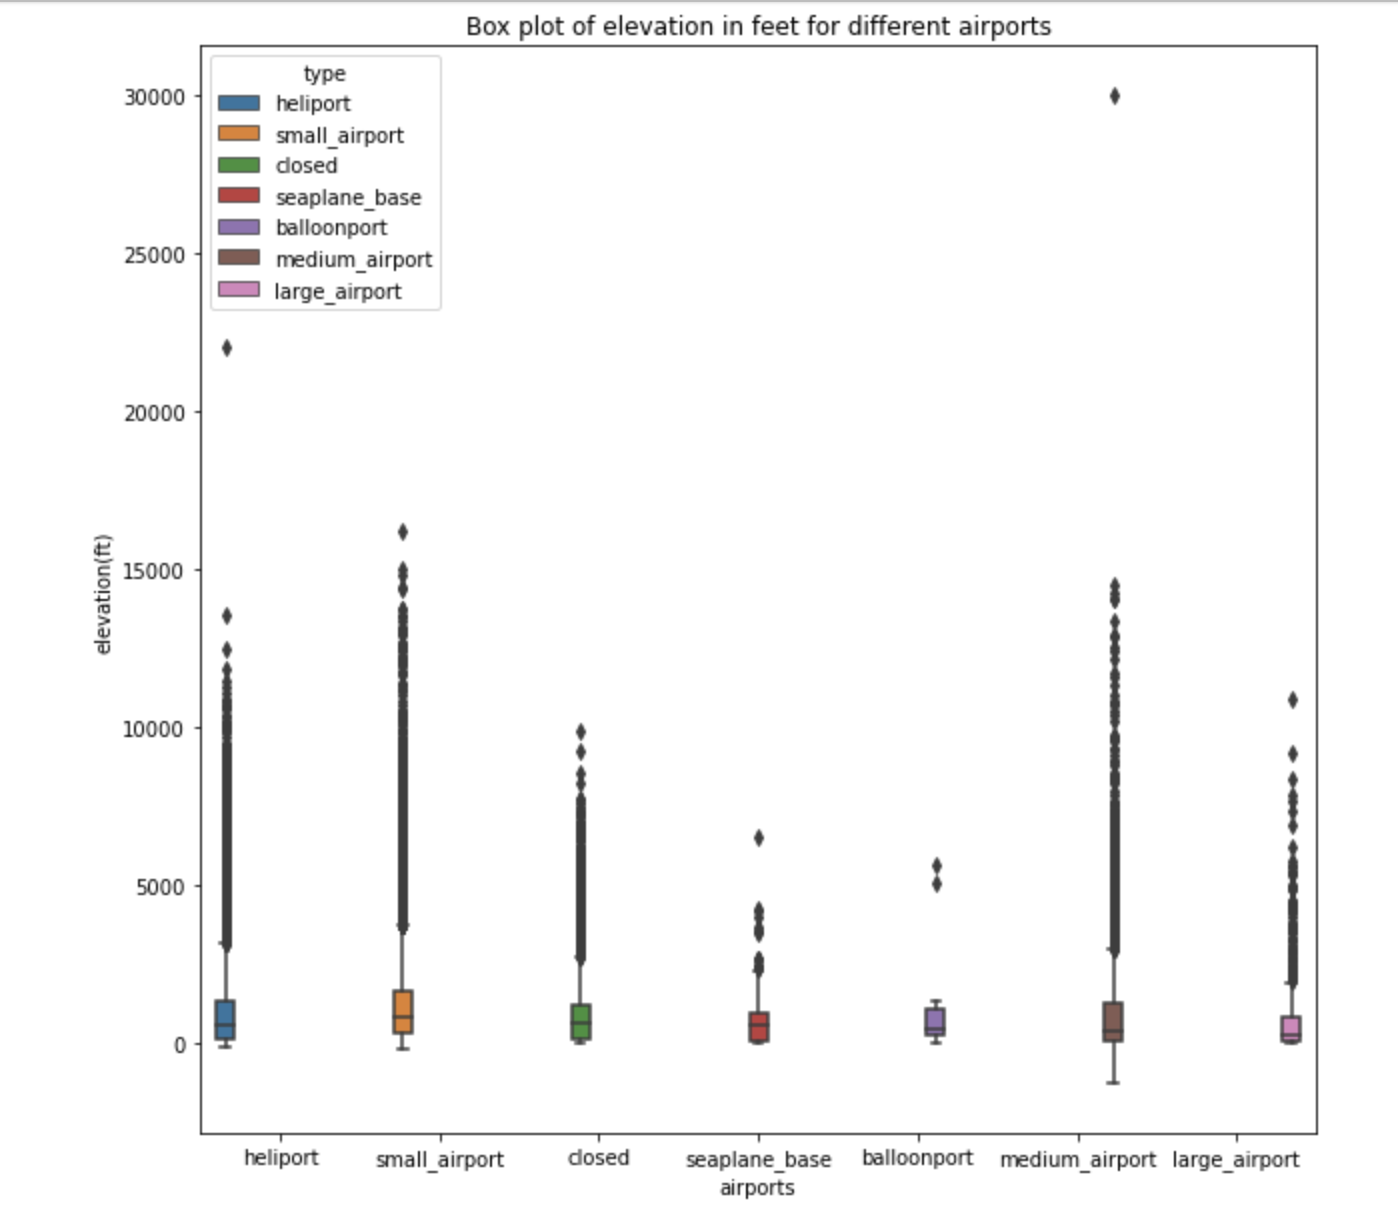 Box plot of elevation in feet for different airports
type
heliport
small_airport
closed
seaplane_base
balloonport
medium_airport
large_airport
30000
25000
20000
15000
10000
5000
0
elevation(ft)
heliport small_airport closed seaplane_base balloonport medium_airport large_airport
airports